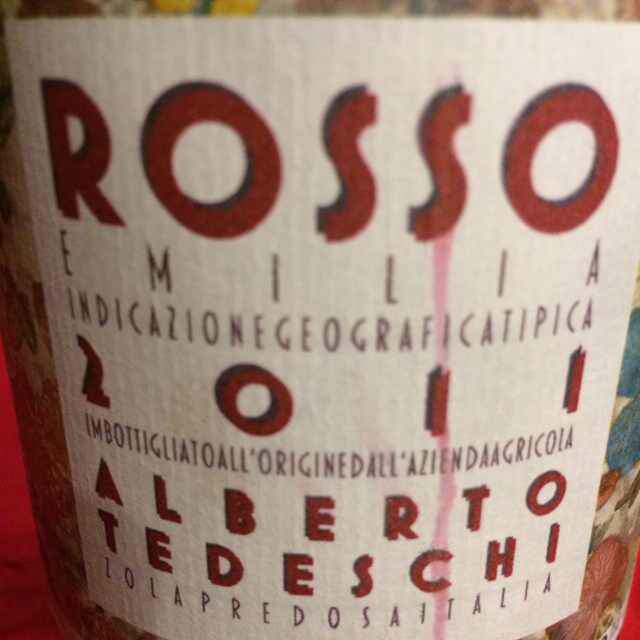 ROSSO
EMILIA
INDICAZIONEGEOGRAFICATIPICA
2011
IMBOTTIGLIATOALL'ORIGINEDALL'AZIENDAAGRICOLA
ALBERTO
TEDESCHI
ZOLAPREDOSAITALIA